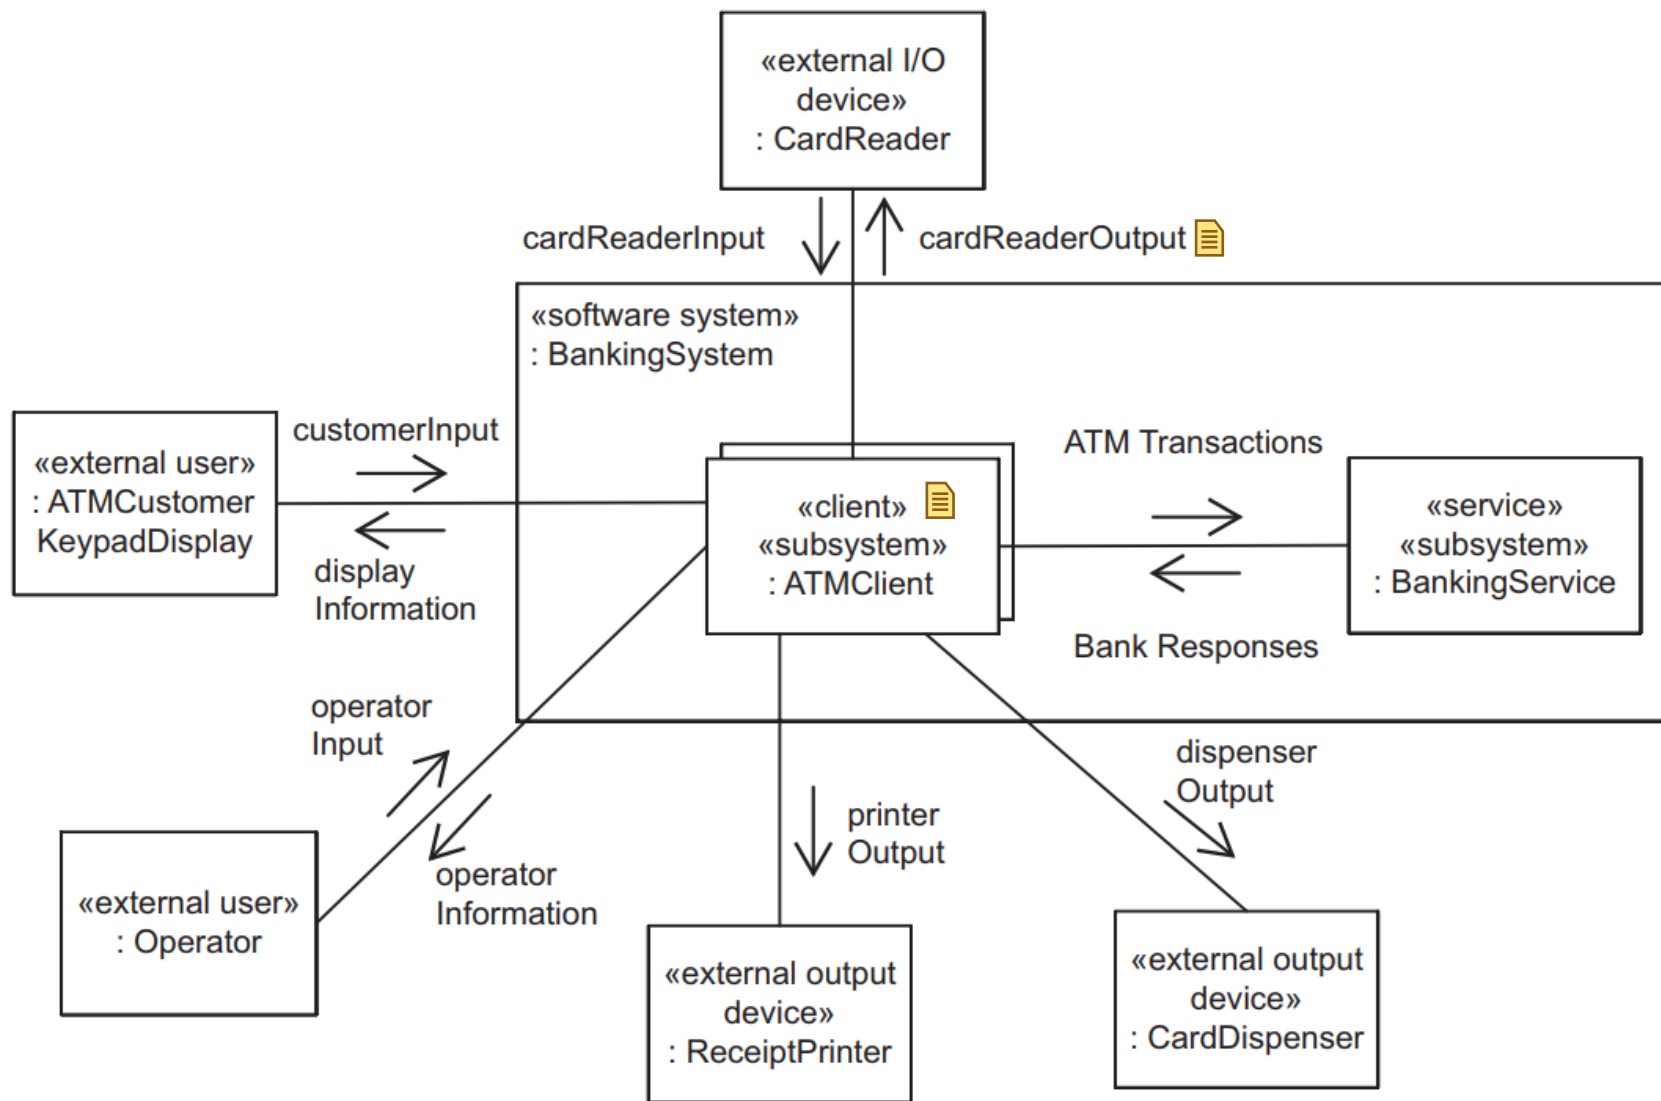 «external I/O
device»
: CardReader
cardReaderInput
cardReaderOutput
«software system»
: BankingSystem
customerInput
«external user»
: ATMCustomer
KeypadDisplay
display
Information
«client»
«subsystem»
: ATMClient
ATM Transactions
«service»
«subsystem»
: BankingService
Bank Responses
operator
Input
operator
Information
«external user»
: Operator
printer
Output
dispenser
Output
«external output
device»
: ReceiptPrinter
«external output
device»
: CardDispenser